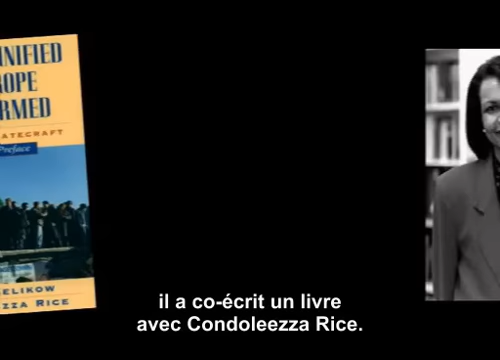 NIFIED
ROPE
RMED
ATECRAFT
Preface
ELIKOW
ZZA RICE
il a co-écrit un livre
avec Condoleezza Rice.